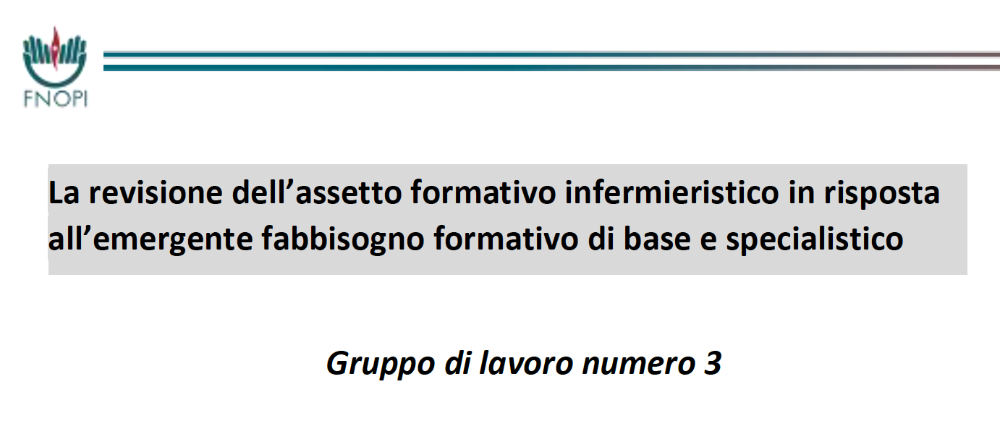 FNOPI
La revisione dell’assetto formativo infermieristico in risposta
all’emergente fabbisogno formativo di base e specialistico
Gruppo di lavoro numero 3